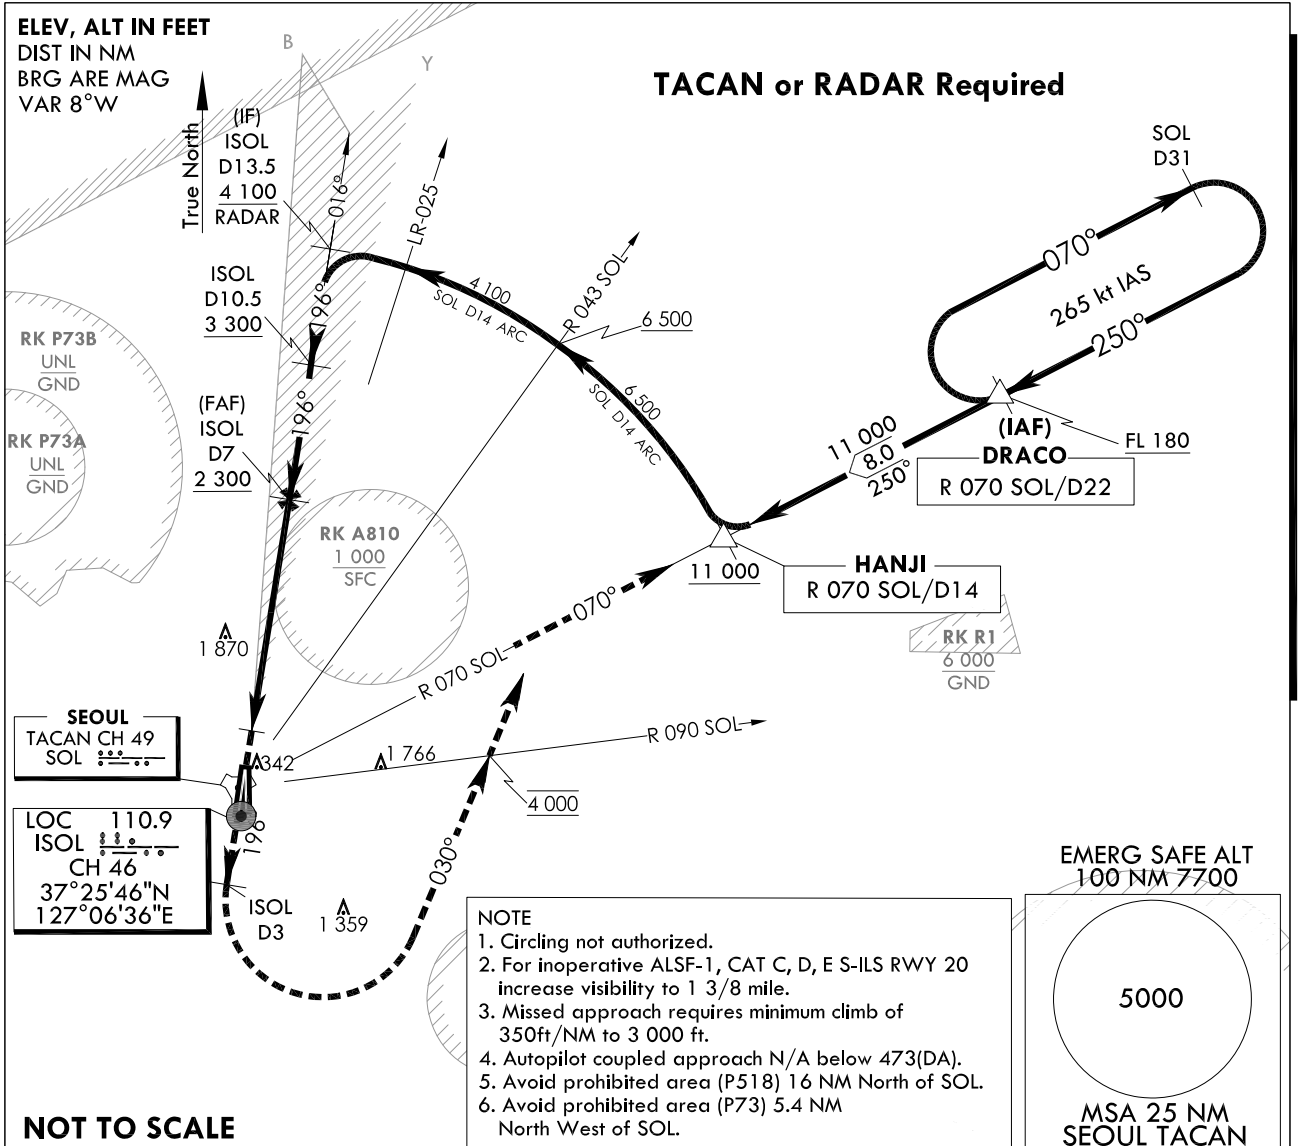 ELEV, ALT IN FEET
DIST IN NM
BRG ARE MAG
VAR 8°W
True North
B
Y
TACAN or RADAR Required
(IF)
ISOL
D13.5
4 100
RADAR
016°
LR-025
ISOL
D10.5
3 300
196°
(FAF)
ISOL
D7
2 300
196°
4 100
SOL D14 ARC
R 043 SOL
6 500
6 500
SOL D14 ARC
SOL
D31
070°
265 kt IAS
250°
11 000
8.0
250°
(IAF)
DRACO
R 070 SOL/D22
FL 180
HANJI
R 070 SOL/D14
11 000
RK P73B
UNL
GND
RK P73A
UNL
GND
RK A810
1 000
SFC
RK R1
6 000
GND
070°
R 070 SOL
R 090 SOL
1 870
342
1 766
4 000
030°
SEOUL
TACAN CH 49
SOL
LOC 110.9
ISOL
CH 46
37°25'46"N
127°06'36"E
196
ISOL
D3
1 359
NOTE
1. Circling not authorized.
2. For inoperative ALSF-1, CAT C, D, E S-ILS RWY 20
increase visibility to 1 3/8 mile.
3. Missed approach requires minimum climb of
350ft/NM to 3 000 ft.
4. Autopilot coupled approach N/A below 473(DA).
5. Avoid prohibited area (P518) 16 NM North of SOL.
6. Avoid prohibited area (P73) 5.4 NM
North West of SOL.
EMERG SAFE ALT
100 NM 7700
5000
MSA 25 NM
SEOUL TACAN
NOT TO SCALE